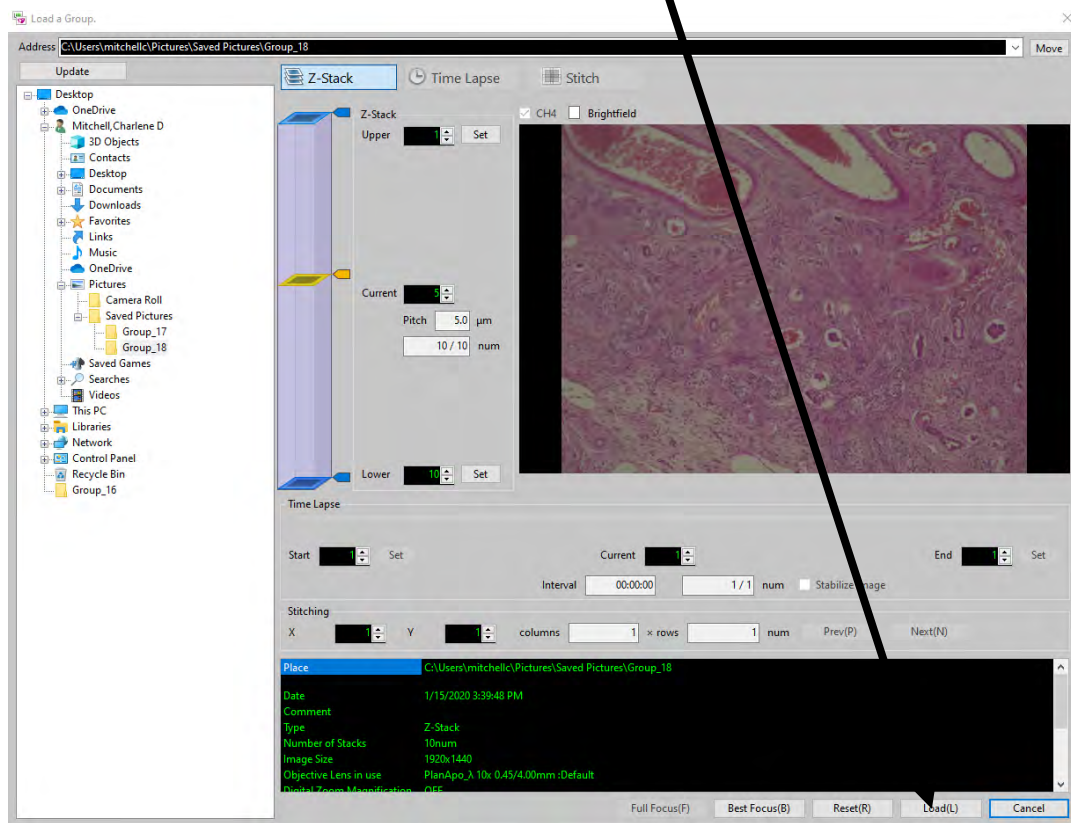 Load a Group.
Address C:\Users\mitchellc\Pictures\Saved Pictures\Group_18 Move
Update
Desktop
OneDrive
Mitchell,Charlene D
3D Objects
Contacts
Desktop
Documents
Downloads
Favorites
Links
Music
OneDrive
Pictures
Camera Roll
Saved Pictures
Group_17
Group_18
Saved Games
Searches
Videos
This PC
Libraries
Network
Control Panel
Recycle Bin
Group_16
Z-Stack Time Lapse Stitch
Z-Stack
CH4 Brightfield
Upper 1 Set
Current 5
Pitch 5.0 µm
10 / 10 num
Lower 10 Set
Time Lapse
Start 1 Set Current 1 End 1 Set
Interval 00:00:00 1 / 1 num Stabilize Image
Stitching
X 1 Y 1 columns 1 × rows 1 num Prev(P) Next(N)
Place C:\Users\mitchellc\Pictures\Saved Pictures\Group_18
Date 1/15/2020 3:39:48 PM
Comment
Type Z-Stack
Number of Stacks 10num
Image Size 1920x1440
Objective Lens in use PlanApo_λ 10x 0.45/4.00mm :Default
Digital Zoom Magnification OFF
Full Focus(F) Best Focus(B) Reset(R) Load(L) Cancel